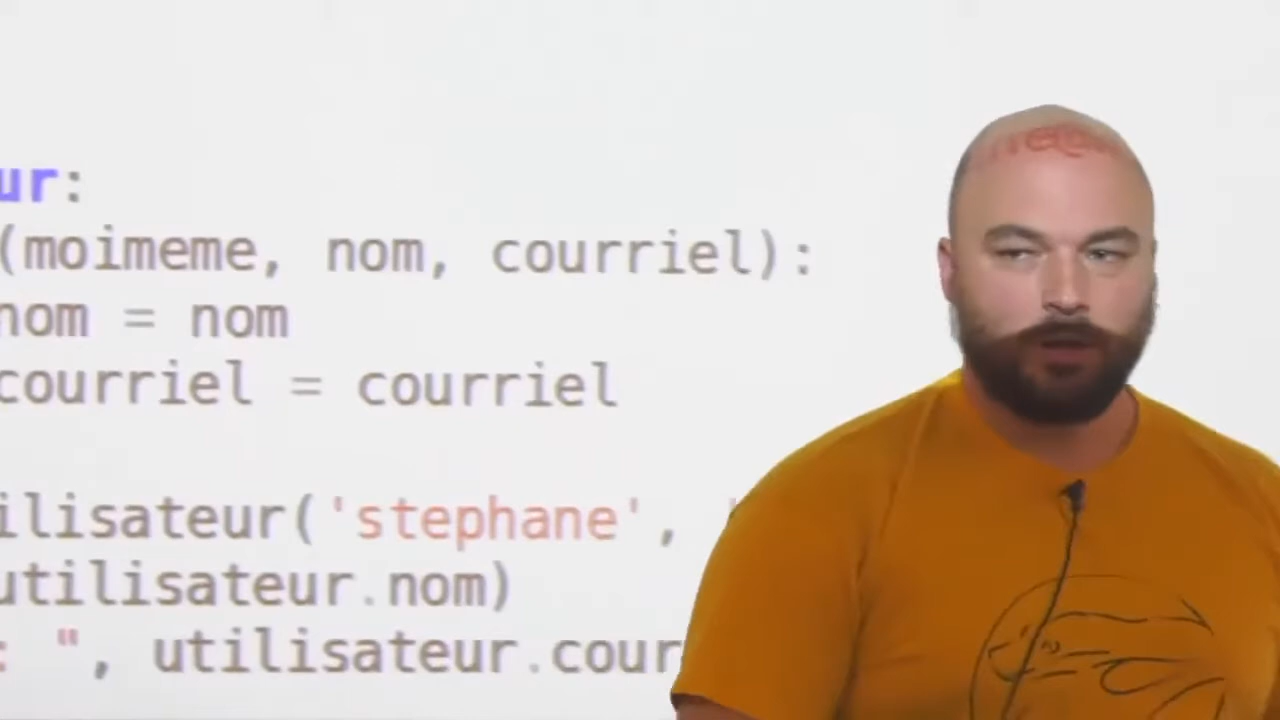 ur:
(moimeme, nom, courriel):
nom = nom
courriel = courriel
ilisateur('stephane', '
utilisateur.nom)
: ", utilisateur.cour